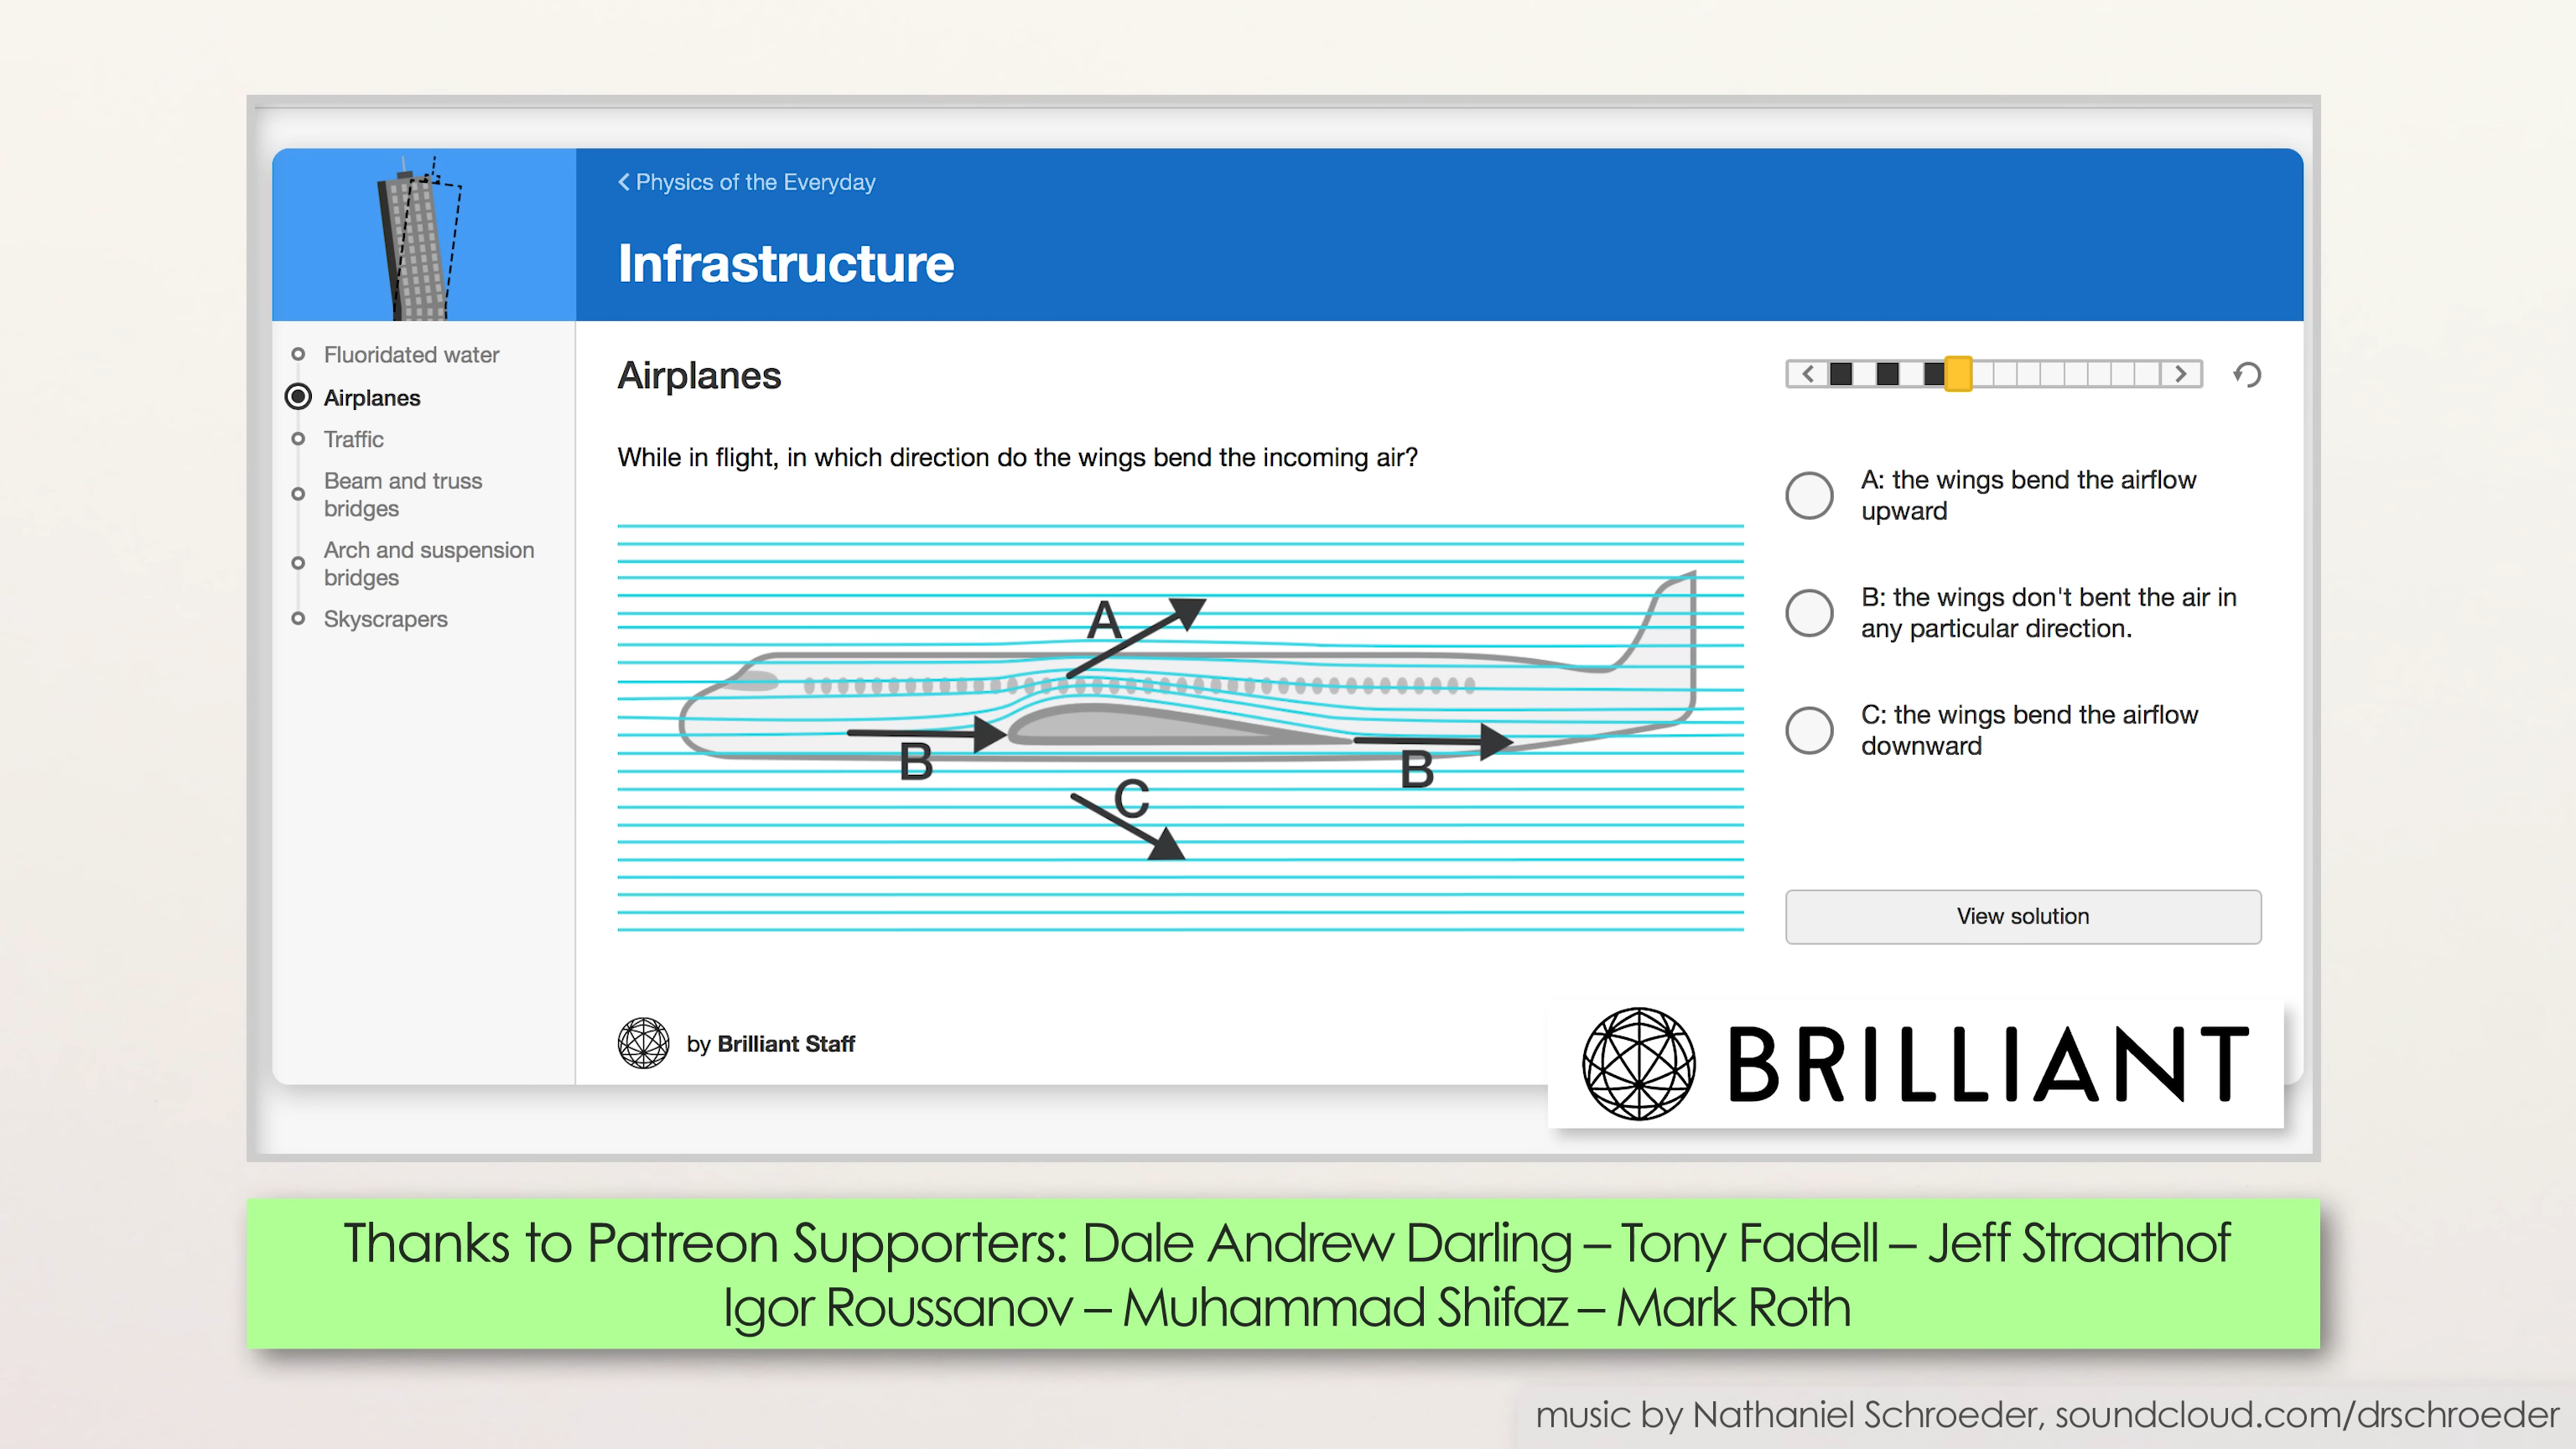 Physics of the Everyday
Infrastructure
Fluoridated water
Airplanes
Traffic
Beam and truss
bridges
Arch and suspension
bridges
Skyscrapers
Airplanes
While in flight, in which direction do the wings bend the incoming air?
A
B
B
C
A: the wings bend the airflow
upward
B: the wings don't bent the air in
any particular direction.
C: the wings bend the airflow
downward
View solution
by Brilliant Staff
BRILLIANT
Thanks to Patreon Supporters: Dale Andrew Darling – Tony Fadell – Jeff Straathof
Igor Roussanov – Muhammad Shifaz – Mark Roth
music by Nathaniel Schroeder, soundcloud.com/drschroeder